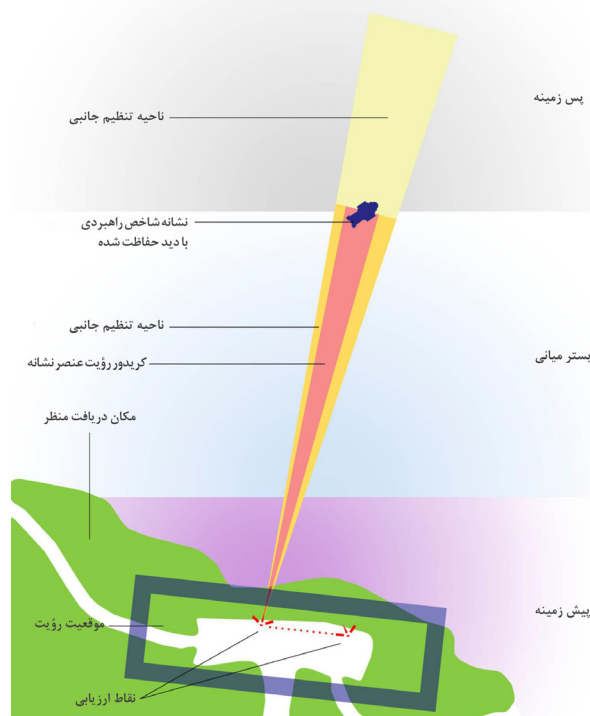 پس زمینه
ناحیه تنظیم جانبی
نشانه شاخص راهبردی
با دید حفاظت شده
ناحیه تنظیم جانبی
بستر میانی
کریدور رؤیت عنصر نشانه
مکان دریافت منظر
پیش زمینه
موقعیت رؤیت
نقاط ارزیابی